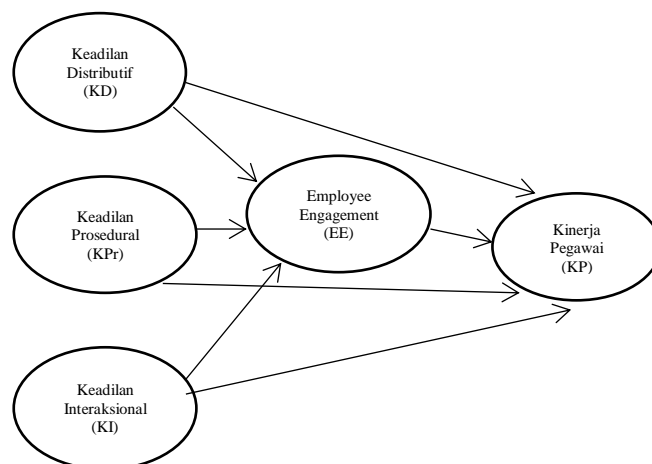 Keadilan
Distributif
(KD)
Employee
Engagement
(EE)
Keadilan
Prosedural
(KPr)
Kinerja
Pegawai
(KP)
Keadilan
Interaksional
(KI)